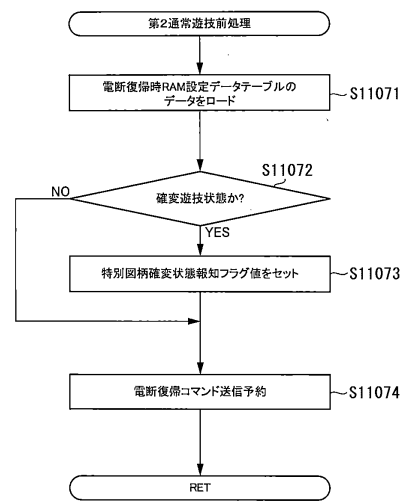 第2通常遊技前処理
電断復帰時RAM設定データテーブルの
データをロード
S11071
S11072
確変遊技状態か?
NO
YES
特別図柄確変状態報知フラグ値をセット
S11073
電断復帰コマンド送信予約
S11074
RET